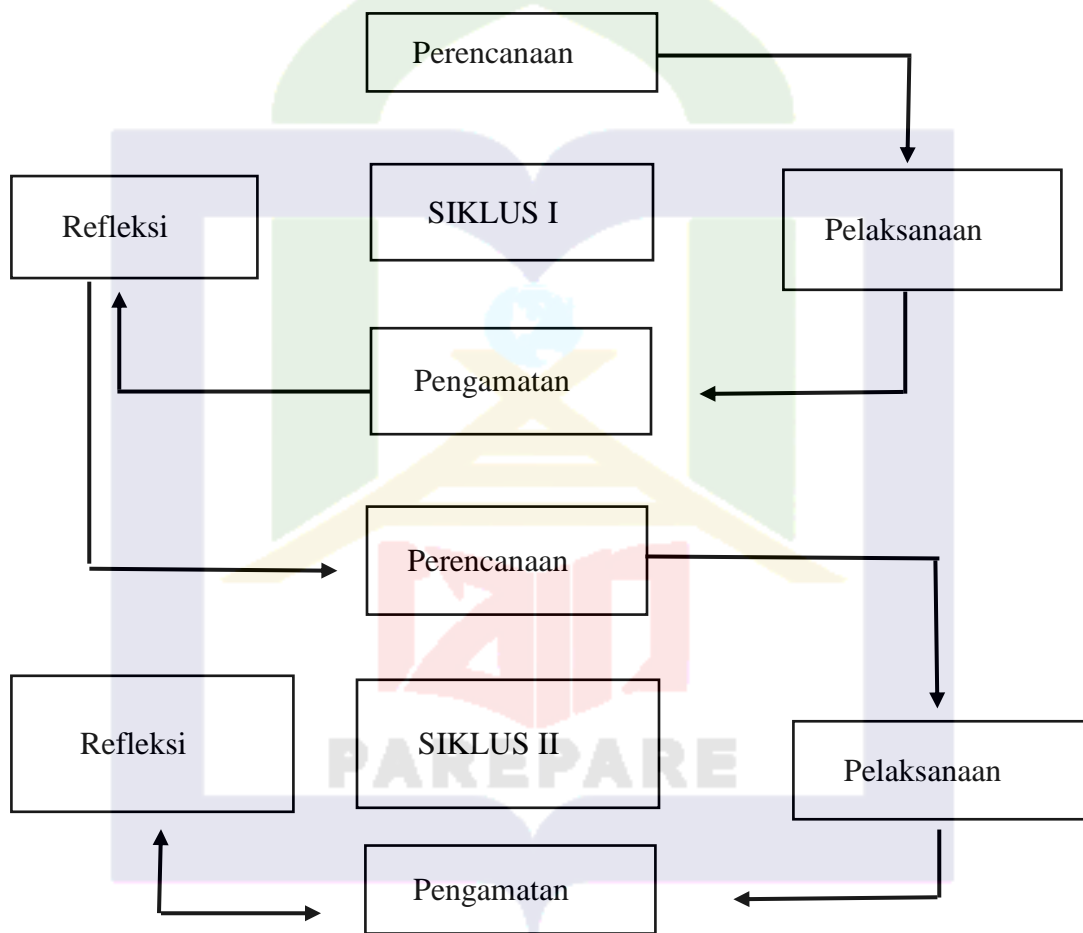 Perencanaan
Refleksi
SIKLUS I
Pelaksanaan
Pengamatan
Perencanaan
Refleksi
SIKLUS II
Pelaksanaan
PAREPARE
Pengamatan